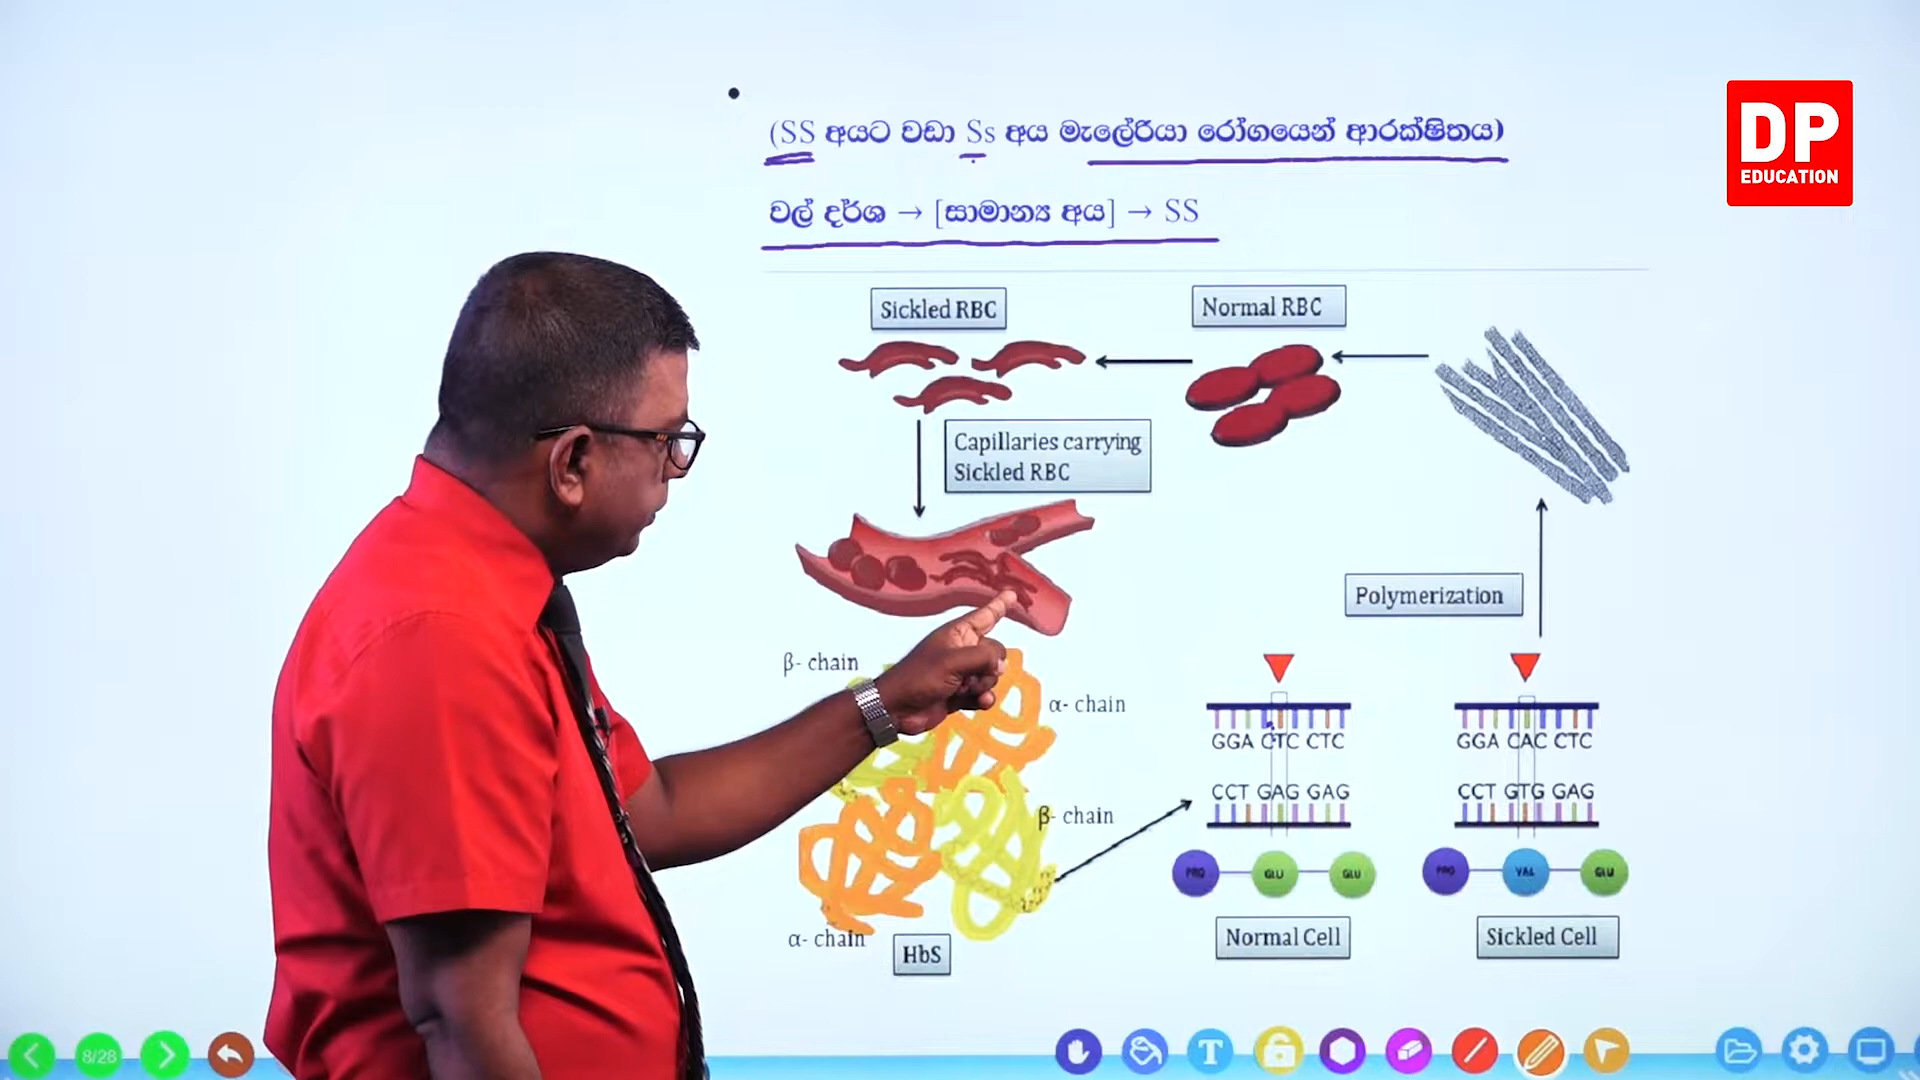 (SS අයට වඩා Ss අය මැලේරියා රෝගයෙන් ආරක්ෂිතය)
DP
EDUCATION
වල් දර්ශ → [සාමාන්‍ය අය] → SS
Sickled RBC
Normal RBC
Capillaries carrying
Sickled RBC
Polymerization
β- chain
α- chain
GGA CTC CTC
GGA CAC CTC
CCT GAG GAG
CCT GTG GAG
β- chain
PRO GLU GLU
PRO VAL GLU
α- chain
HbS
Normal Cell
Sickled Cell
8/28
T